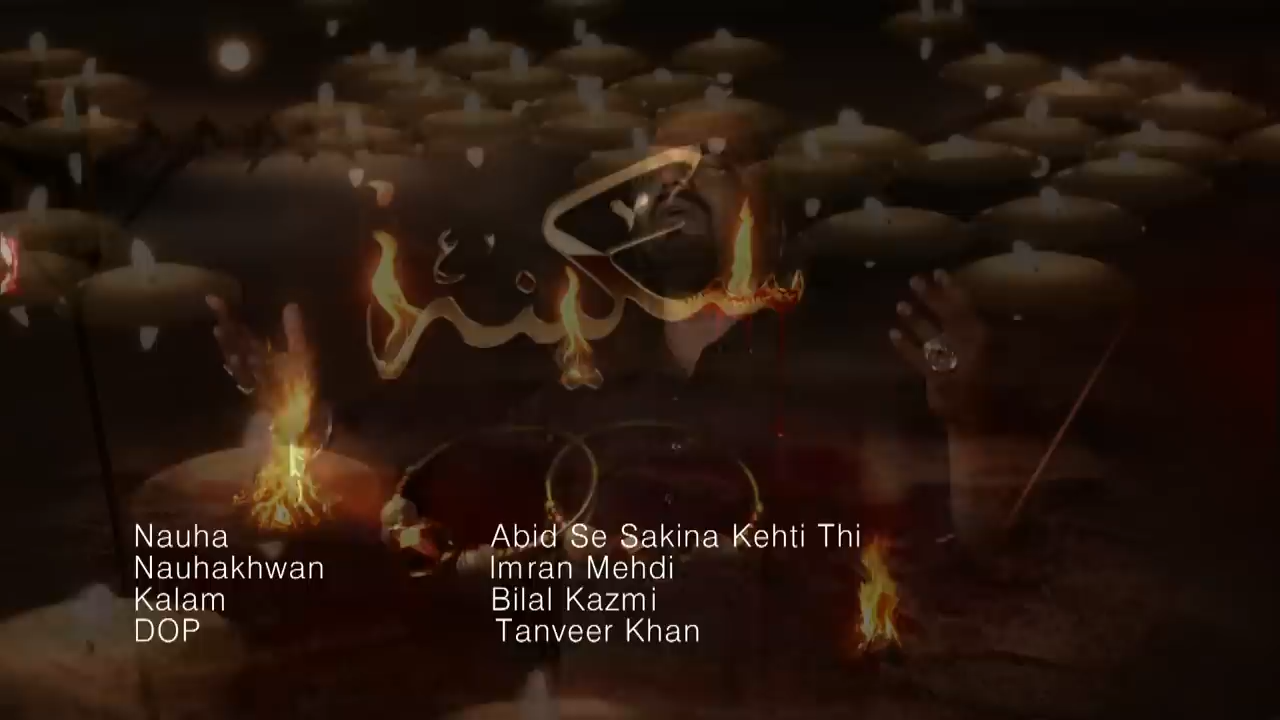 سکینہؑ
Nauha Abid Se Sakina Kehti Thi
Nauhakhwan Imran Mehdi
Kalam Bilal Kazmi
DOP Tanveer Khan